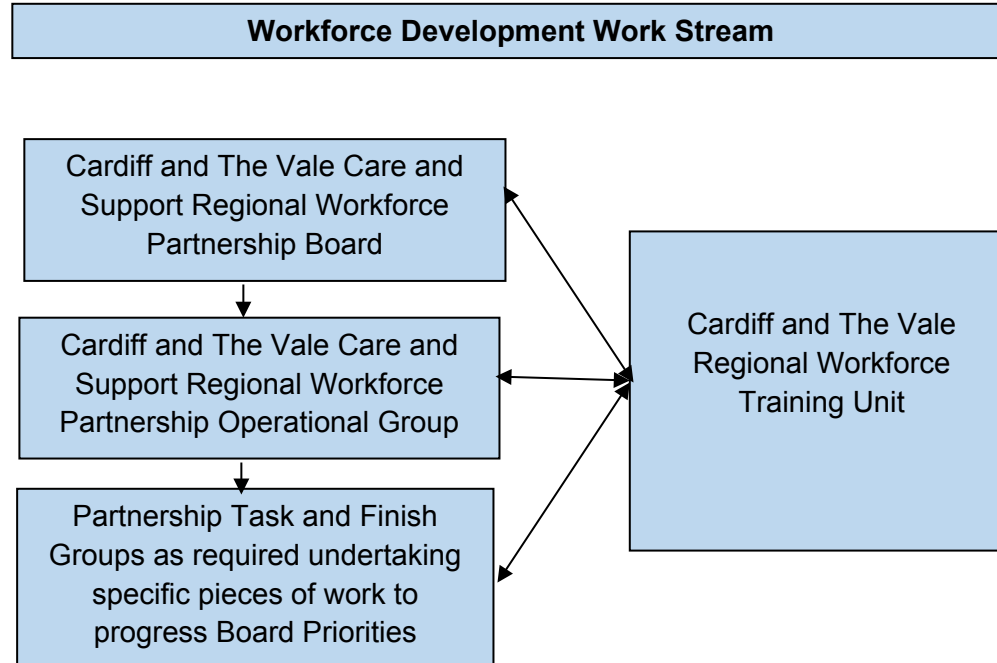 Workforce Development Work Stream
Cardiff and The Vale Care and
Support Regional Workforce
Partnership Board
Cardiff and The Vale Care and
Support Regional Workforce
Partnership Operational Group
Partnership Task and Finish
Groups as required undertaking
specific pieces of work to
progress Board Priorities
Cardiff and The Vale
Regional Workforce
Training Unit